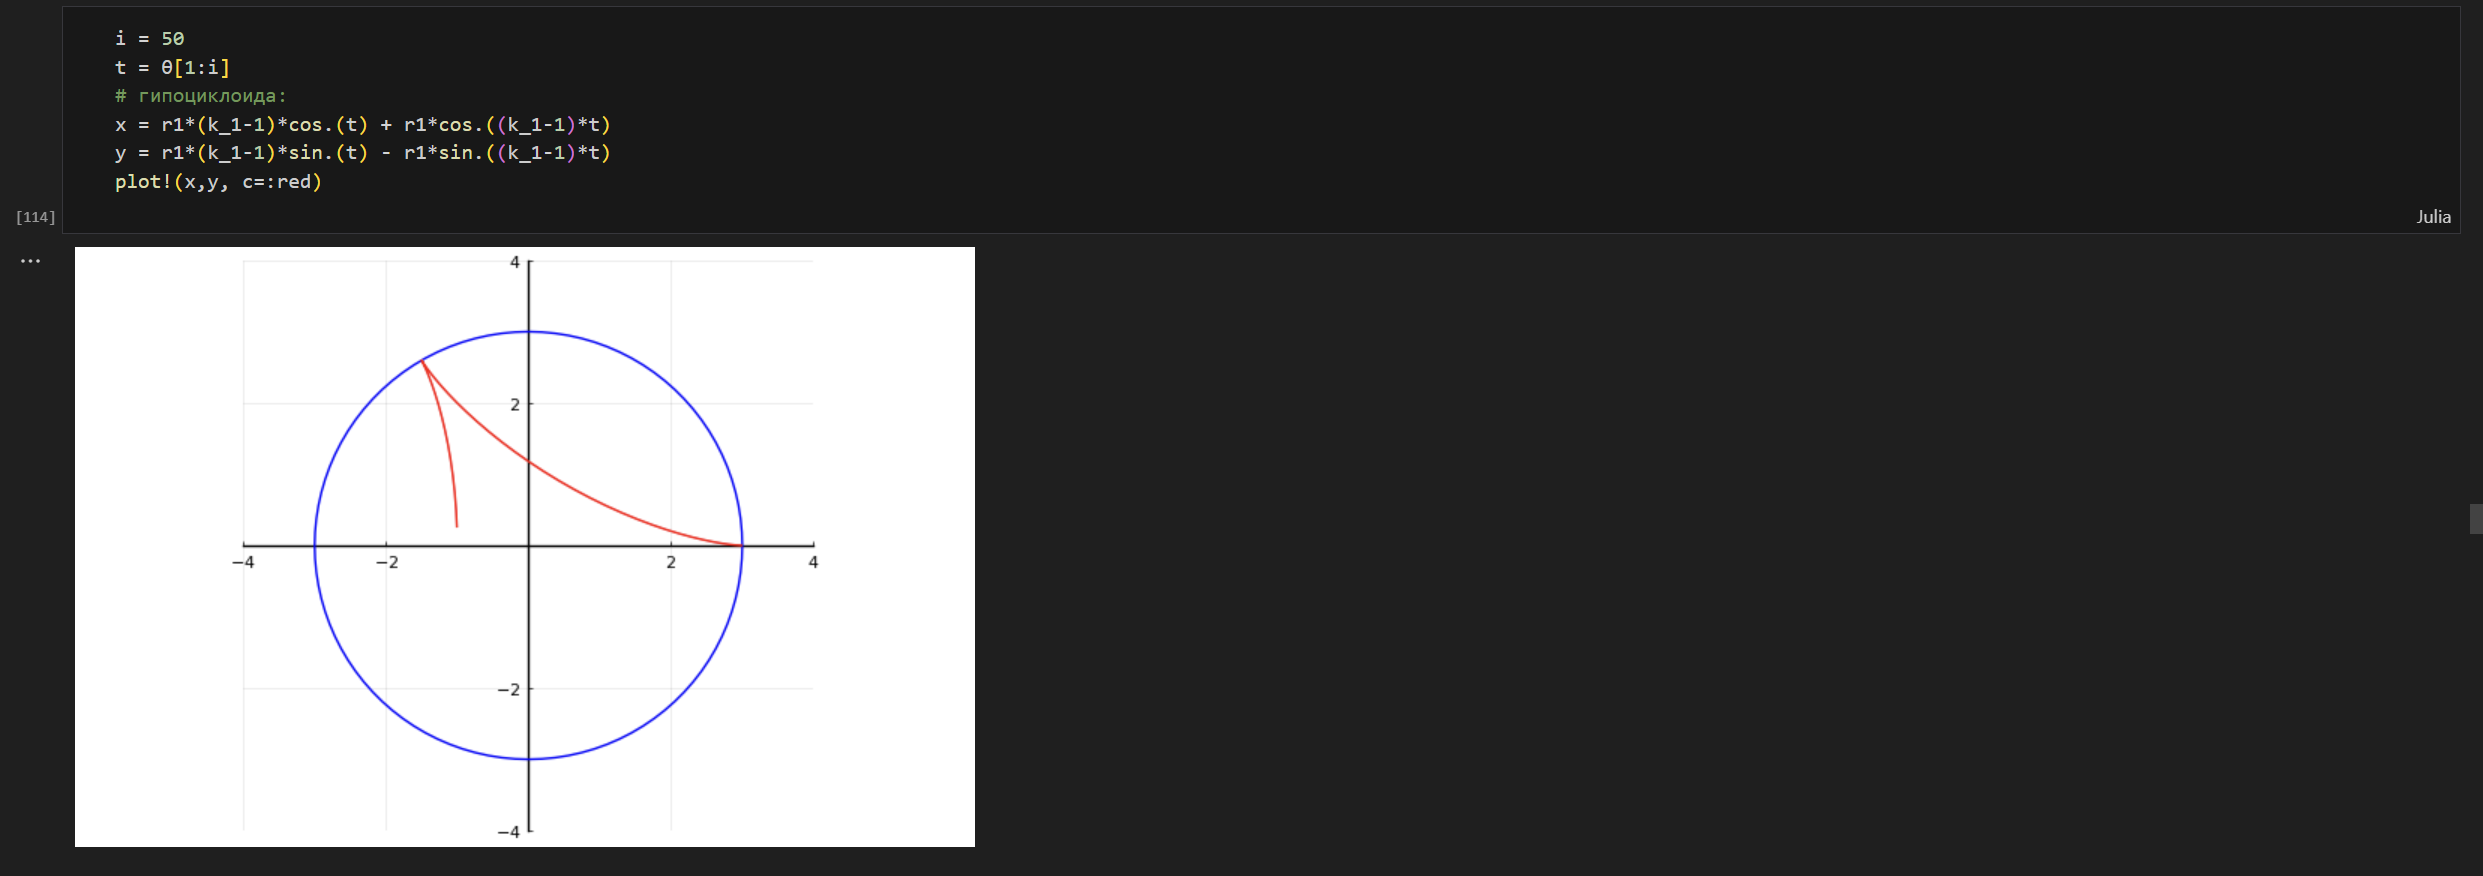 i = 50
t = θ[1:i]
# гипоциклоида:
x = r1*(k_1-1)*cos.(t) + r1*cos.((k_1-1)*t)
y = r1*(k_1-1)*sin.(t) - r1*sin.((k_1-1)*t)
plot!(x,y, c=:red)
[114]
Julia
...
4
2
−4
−2
2
4
−2
−4